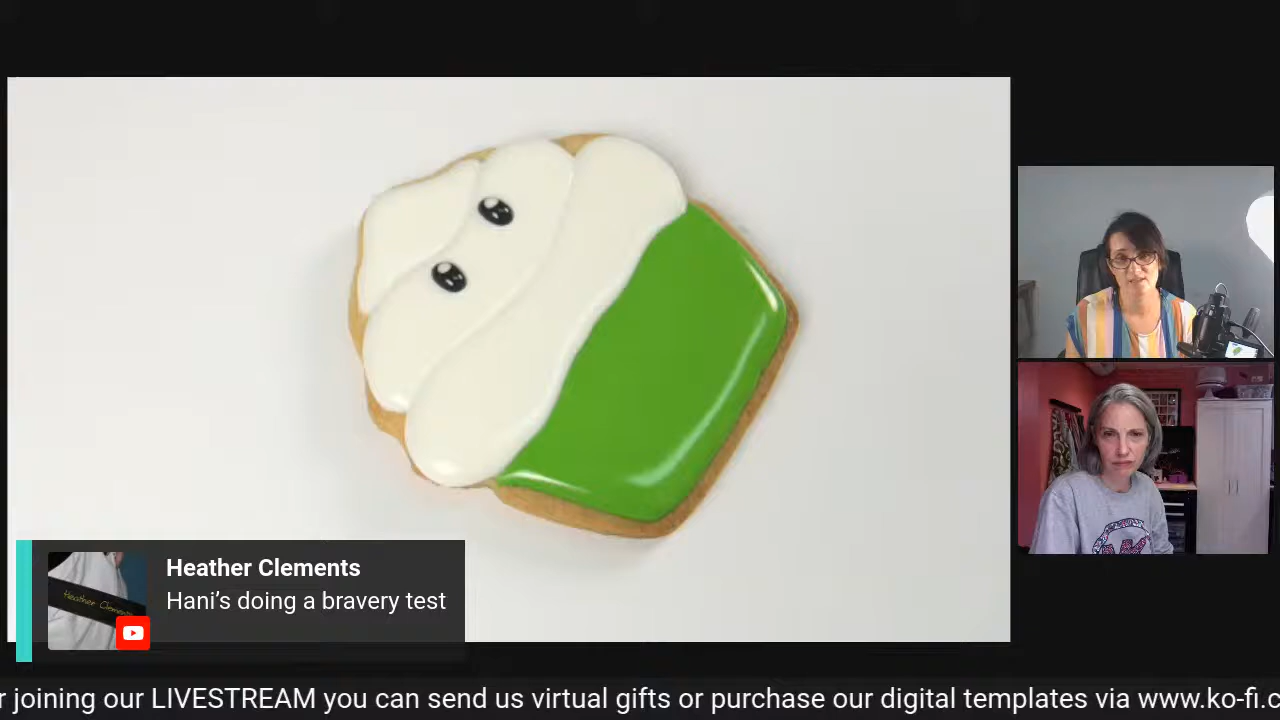 Heather Clements
Hani’s doing a bravery test
r joining our LIVESTREAM you can send us virtual gifts or purchase our digital templates via www.ko-fi.c